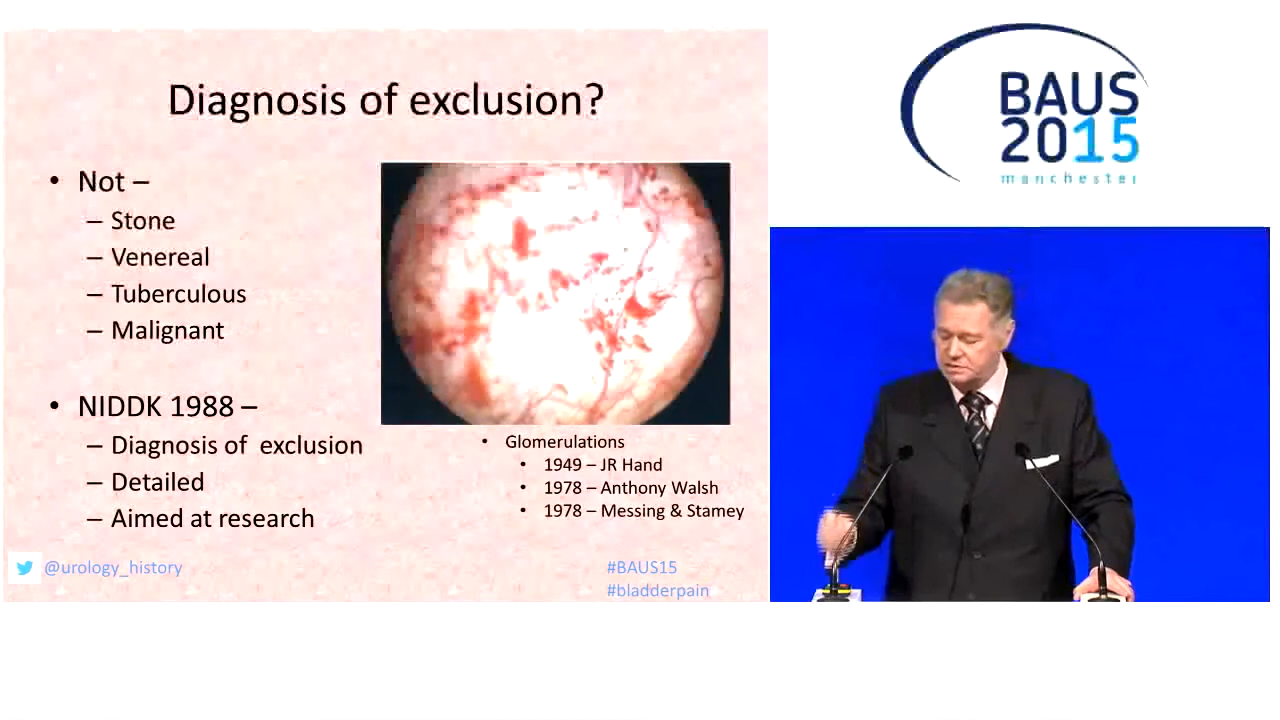 Diagnosis of exclusion?
• Not –
– Stone
– Venereal
– Tuberculous
– Malignant
• NIDDK 1988 –
– Diagnosis of exclusion
– Detailed
– Aimed at research
• Glomerulations
• 1949 – JR Hand
• 1978 – Anthony Walsh
• 1978 – Messing & Stamey
@urology_history
#BAUS15
#bladderpain
BAUS
2015
manchester